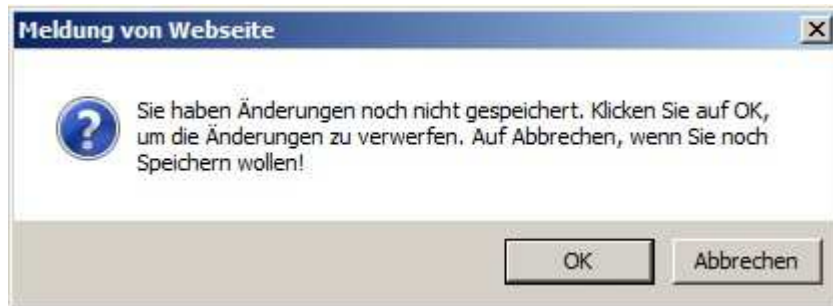 Meldung von Webseite
Sie haben Änderungen noch nicht gespeichert. Klicken Sie auf OK,
um die Änderungen zu verwerfen. Auf Abbrechen, wenn Sie noch
Speichern wollen!
OK
Abbrechen